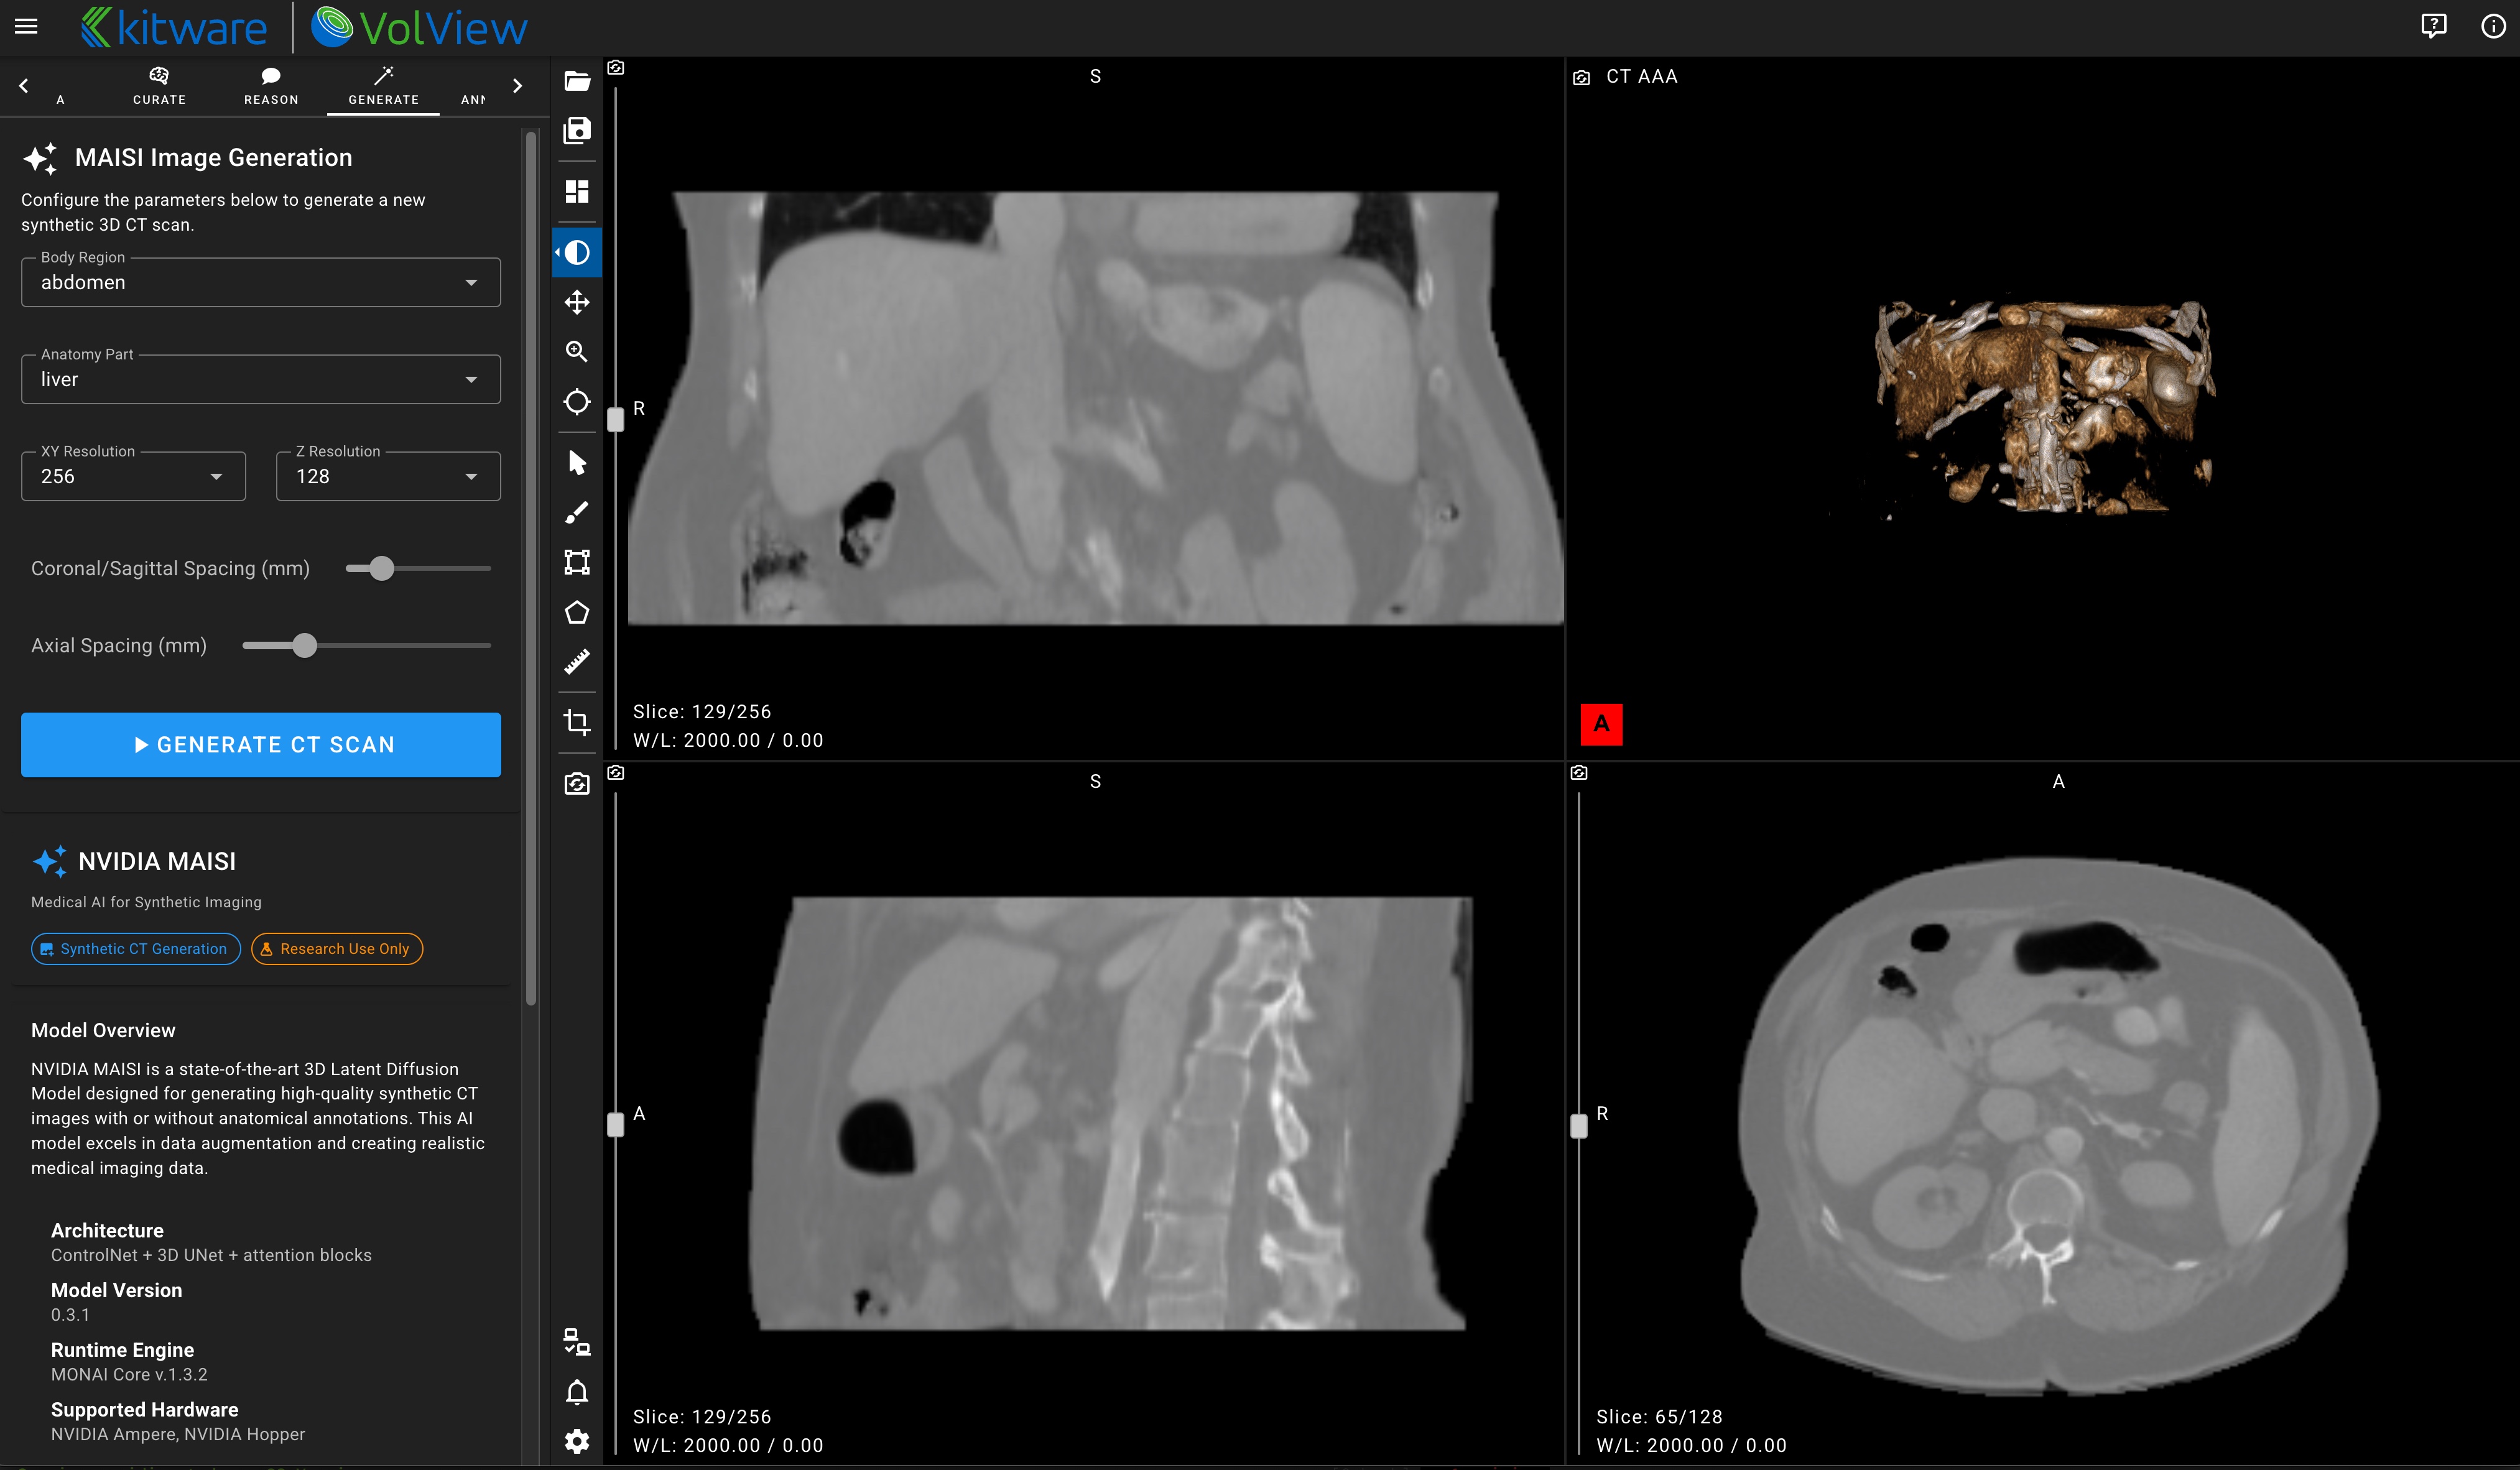 kitware
VolView
A
CURATE
REASON
GENERATE
ANN
MAISI Image Generation
Configure the parameters below to generate a new
synthetic 3D CT scan.
Body Region
abdomen
Anatomy Part
liver
XY Resolution
256
Z Resolution
128
Coronal/Sagittal Spacing (mm)
Axial Spacing (mm)
GENERATE CT SCAN
NVIDIA MAISI
Medical AI for Synthetic Imaging
Synthetic CT Generation
Research Use Only
Model Overview
NVIDIA MAISI is a state-of-the-art 3D Latent Diffusion
Model designed for generating high-quality synthetic CT
images with or without anatomical annotations. This AI
model excels in data augmentation and creating realistic
medical imaging data.
Architecture
ControlNet + 3D UNet + attention blocks
Model Version
0.3.1
Runtime Engine
MONAI Core v.1.3.2
Supported Hardware
NVIDIA Ampere, NVIDIA Hopper
S
R
Slice: 129/256
W/L: 2000.00 / 0.00
CT AAA
A
S
A
Slice: 129/256
W/L: 2000.00 / 0.00
A
R
Slice: 65/128
W/L: 2000.00 / 0.00